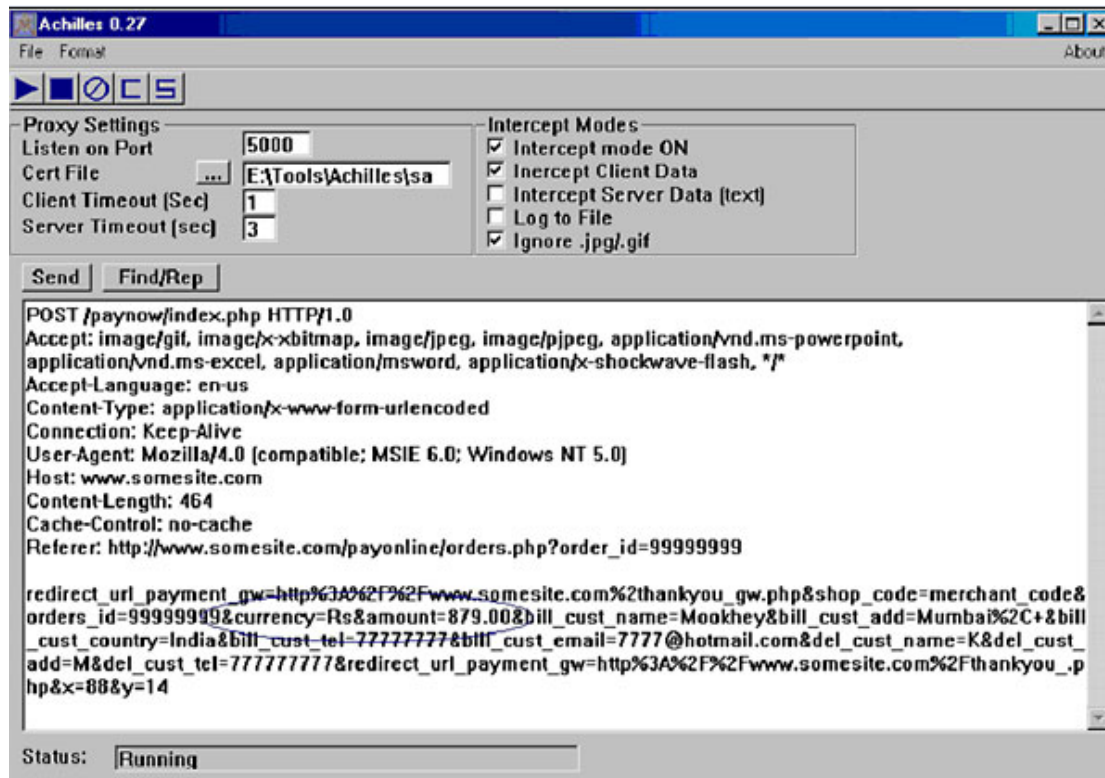 Achilles 0.27
File Format About
Proxy Settings
Listen on Port 5000
Cert File ... E:\Tools\Achilles\sa
Client Timeout (Sec) 1
Server Timeout (sec) 3
Intercept Modes
Intercept mode ON
Inercept Client Data
Intercept Server Data (text)
Log to File
Ignore .jpg/.gif
Send Find/Rep
POST /paynow/index.php HTTP/1.0
Accept: image/gif, image/x-xbitmap, image/jpeg, image/pjpeg, application/vnd.ms-powerpoint,
application/vnd.ms-excel, application/msword, application/x-shockwave-flash, */*
Accept-Language: en-us
Content-Type: application/x-www-form-urlencoded
Connection: Keep-Alive
User-Agent: Mozilla/4.0 (compatible; MSIE 6.0; Windows NT 5.0)
Host: www.somesite.com
Content-Length: 464
Cache-Control: no-cache
Referer: http://www.somesite.com/payonline/orders.php?order_id=99999999
redirect_url_payment_gw=http%3A%2F%2Fwww.somesite.com%2thankyou_gw.php&shop_code=merchant_code&
orders_id=99999999&currency=Rs&amount=879.00&bill_cust_name=Mookhey&bill_cust_add=Mumbai%2C+&bill
_cust_country=India&bill_cust_tel=77777777&bill_cust_email=7777@hotmail.com&del_cust_name=K&del_cust_
add=M&del_cust_tel=777777777&redirect_url_payment_gw=http%3A%2F%2Fwww.somesite.com%2Fthankyou_.p
hp&x=88&y=14
Status: Running